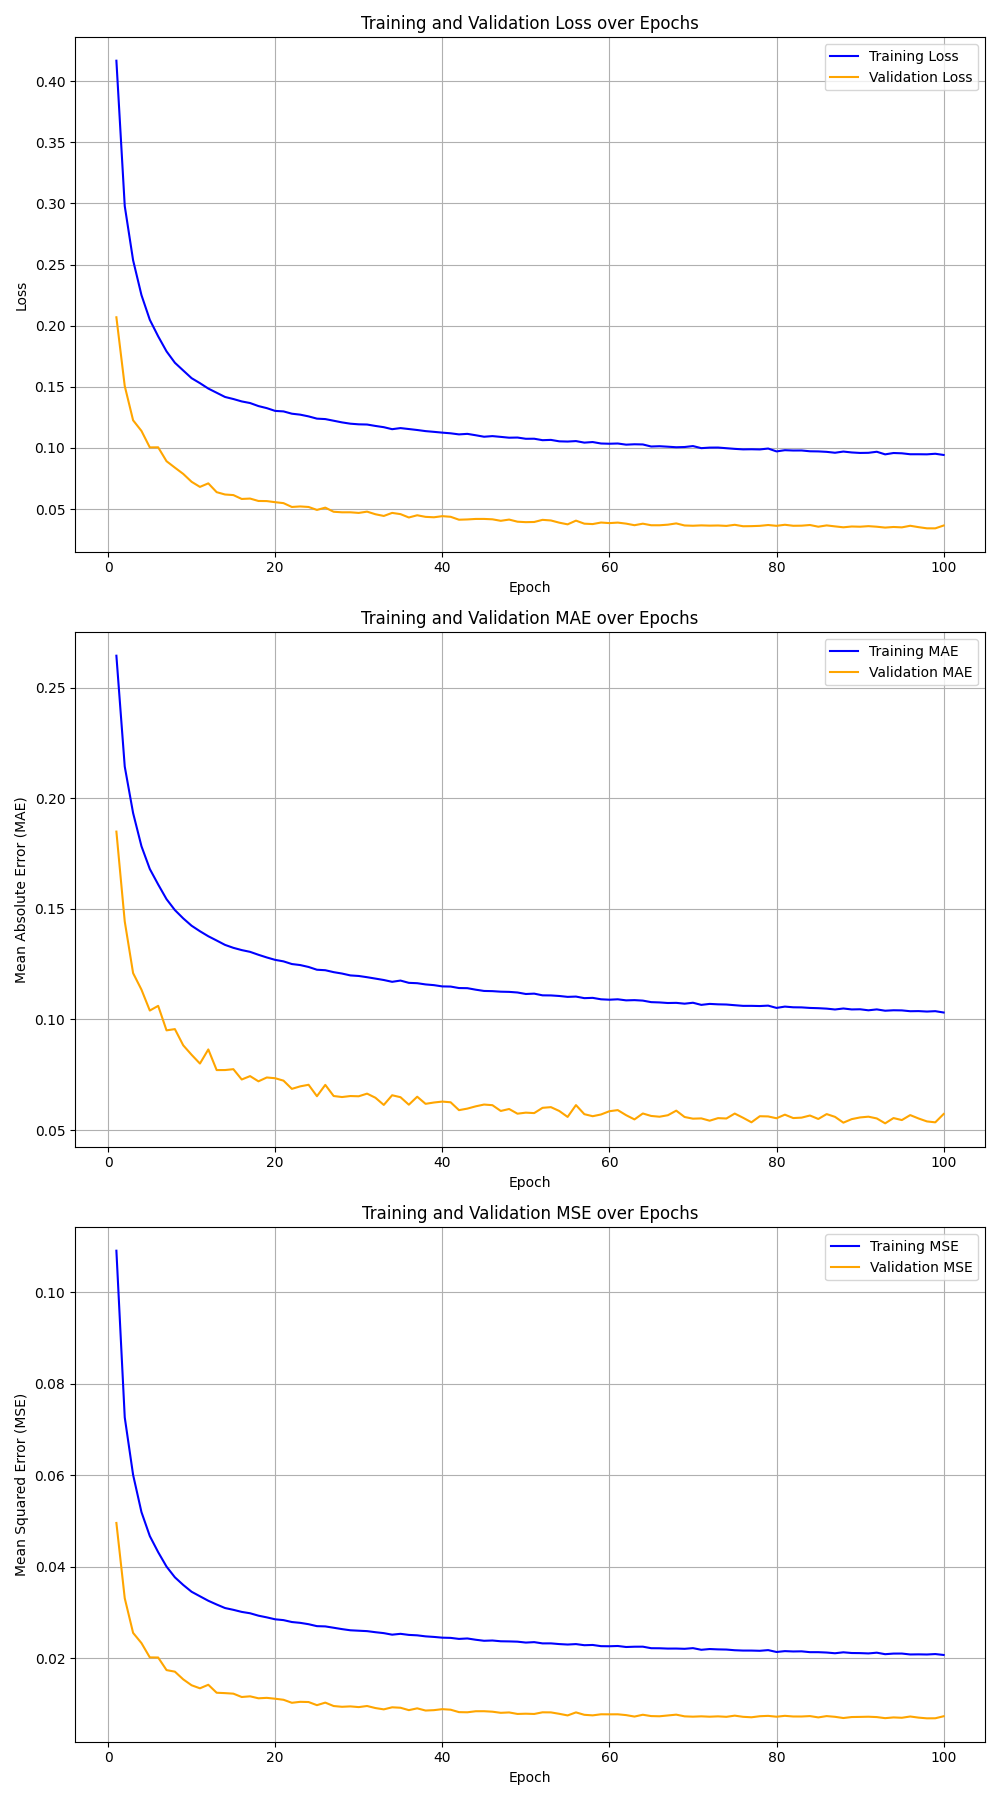 Training and Validation Loss over Epochs
Training Loss
Validation Loss
0.40
0.35
0.30
0.25
0.20
0.15
0.10
0.05
Loss
0 20 40 60 80 100
Epoch
Training and Validation MAE over Epochs
Training MAE
Validation MAE
0.25
0.20
0.15
0.10
0.05
Mean Absolute Error (MAE)
0 20 40 60 80 100
Epoch
Training and Validation MSE over Epochs
Training MSE
Validation MSE
0.10
0.08
0.06
0.04
0.02
Mean Squared Error (MSE)
0 20 40 60 80 100
Epoch